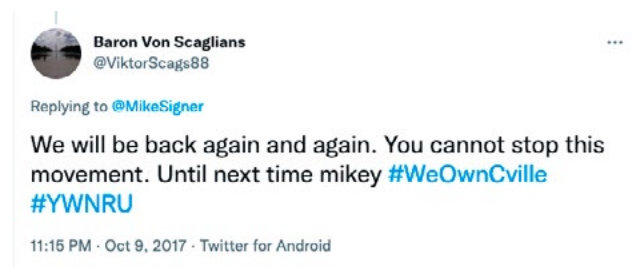 Baron Von Scaglians
@ViktorScags88
Replying to @MikeSigner
We will be back again and again. You cannot stop this
movement. Until next time mikey #WeOwnCville
#YWNRU
11:15 PM · Oct 9, 2017 · Twitter for Android